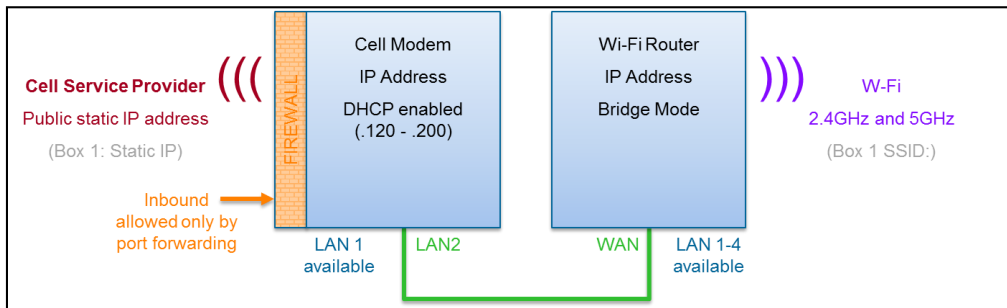 Cell Service Provider
Public static IP address
(Box 1: Static IP)
Inbound
allowed only by
port forwarding
FIREWALL
Cell Modem
IP Address
DHCP enabled
(.120 - .200)
LAN 1
available
LAN2
Wi-Fi Router
IP Address
Bridge Mode
WAN
LAN 1-4
available
W-Fi
2.4GHz and 5GHz
(Box 1 SSID:)